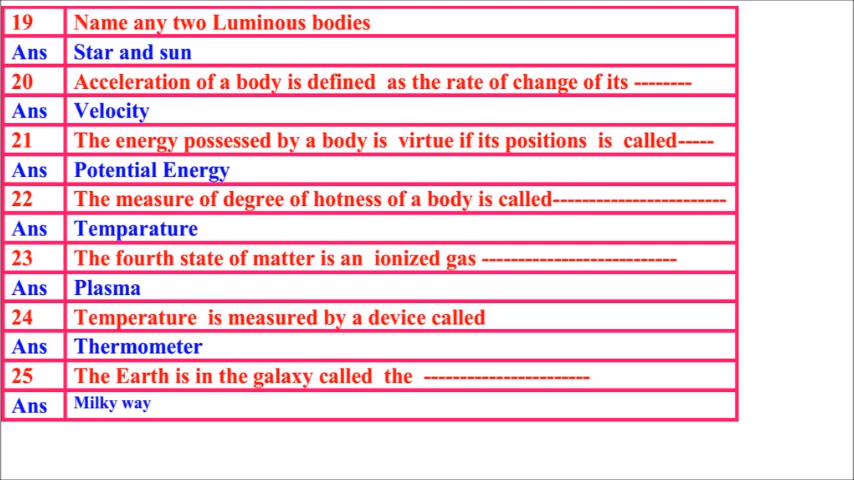 19 Name any two Luminous bodies
Ans Star and sun
20 Acceleration of a body is defined as the rate of change of its --------
Ans Velocity
21 The energy possessed by a body is virtue if its positions is called-----
Ans Potential Energy
22 The measure of degree of hotness of a body is called------------------------
Ans Temparature
23 The fourth state of matter is an ionized gas ---------------------------
Ans Plasma
24 Temperature is measured by a device called
Ans Thermometer
25 The Earth is in the galaxy called the -----------------------
Ans Milky way